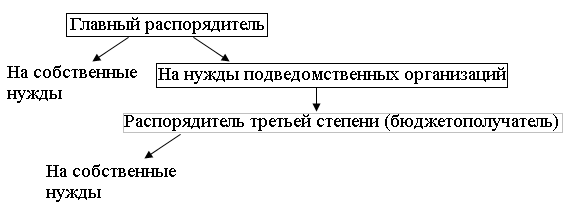 Главный распорядитель
На собственные
нужды
На нужды подведомственных организаций
Распорядитель третьей степени (бюджетополучатель)
На собственные
нужды